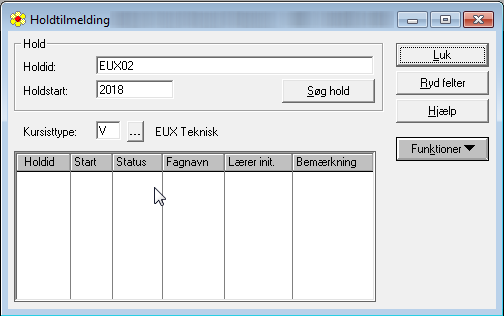 Holdtilmelding
Hold
Holdid: EUX02
Holdstart: 2018 Søg hold
Kursisttype: V ... EUX Teknisk
Holdid Start Status Fagnavn Lærer init. Bemærkning
Luk
Ryd felter
Hjælp
Funktioner